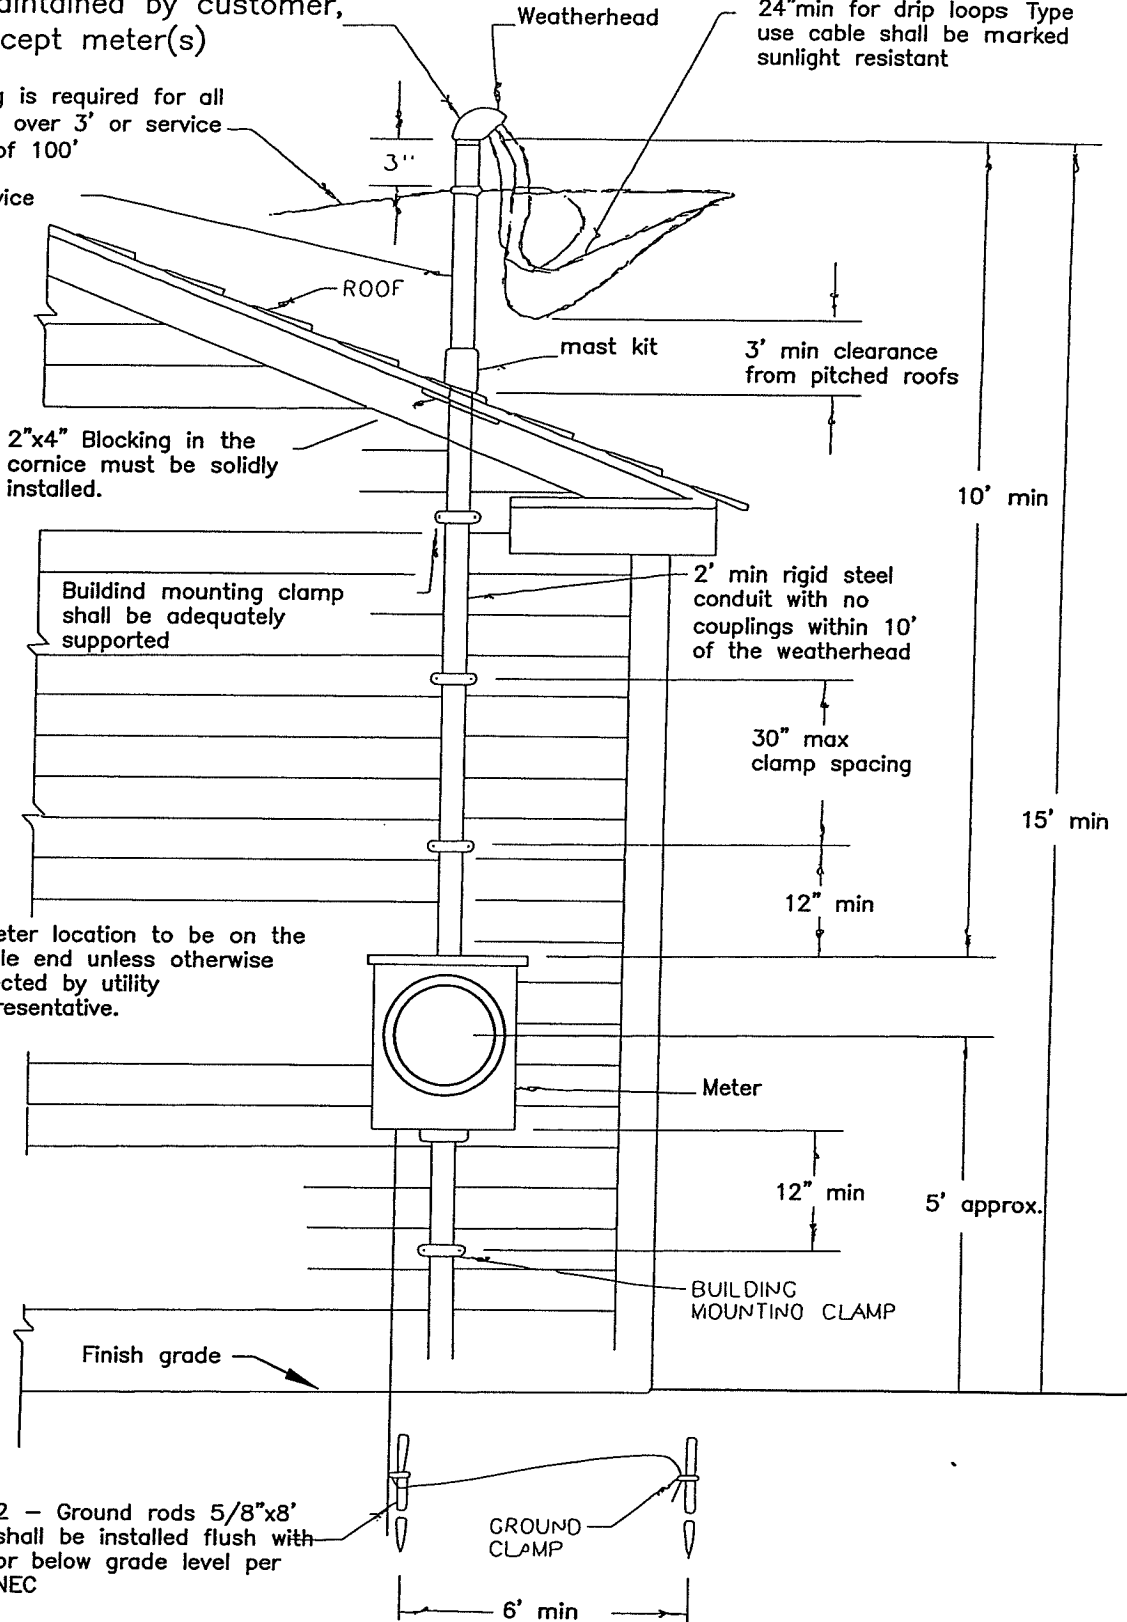 aintained by customer,
cept meter(s)
Weatherhead
24"min for drip loops Type
use cable shall be marked
sunlight resistant
g is required for all
over 3' or service
of 100'
vice
3"
ROOF
mast kit
3' min clearance
from pitched roofs
2"x4" Blocking in the
cornice must be solidly
installed.
10' min
Buildind mounting clamp
shall be adequately
supported
2' min rigid steel
conduit with no
couplings within 10'
of the weatherhead
30" max
clamp spacing
15' min
12" min
eter location to be on the
le end unless otherwise
cted by utility
resentative.
Meter
12" min
5' approx.
BUILDING
MOUNTINO CLAMP
Finish grade
2 – Ground rods 5/8"x8'
shall be installed flush with
or below grade level per
NEC
GROUND
CLAMP
6' min